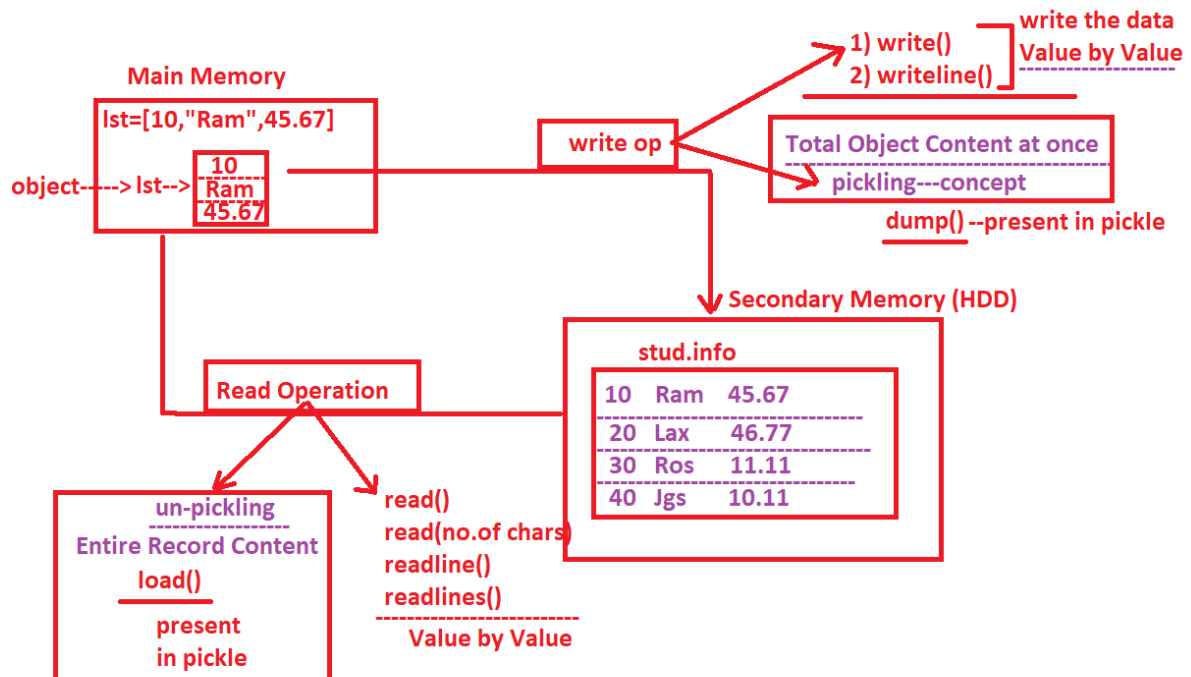 Main Memory
lst=[10,"Ram",45.67]
object-----> lst-->
10
Ram
45.67
write op
1) write()
2) writeline()
write the data
Value by Value
Total Object Content at once
pickling---concept
dump() --present in pickle
Secondary Memory (HDD)
stud.info
10 Ram 45.67
20 Lax 46.77
30 Ros 11.11
40 Jgs 10.11
Read Operation
un-pickling
Entire Record Content
load()
present
in pickle
read()
read(no.of chars)
readline()
readlines()
Value by Value